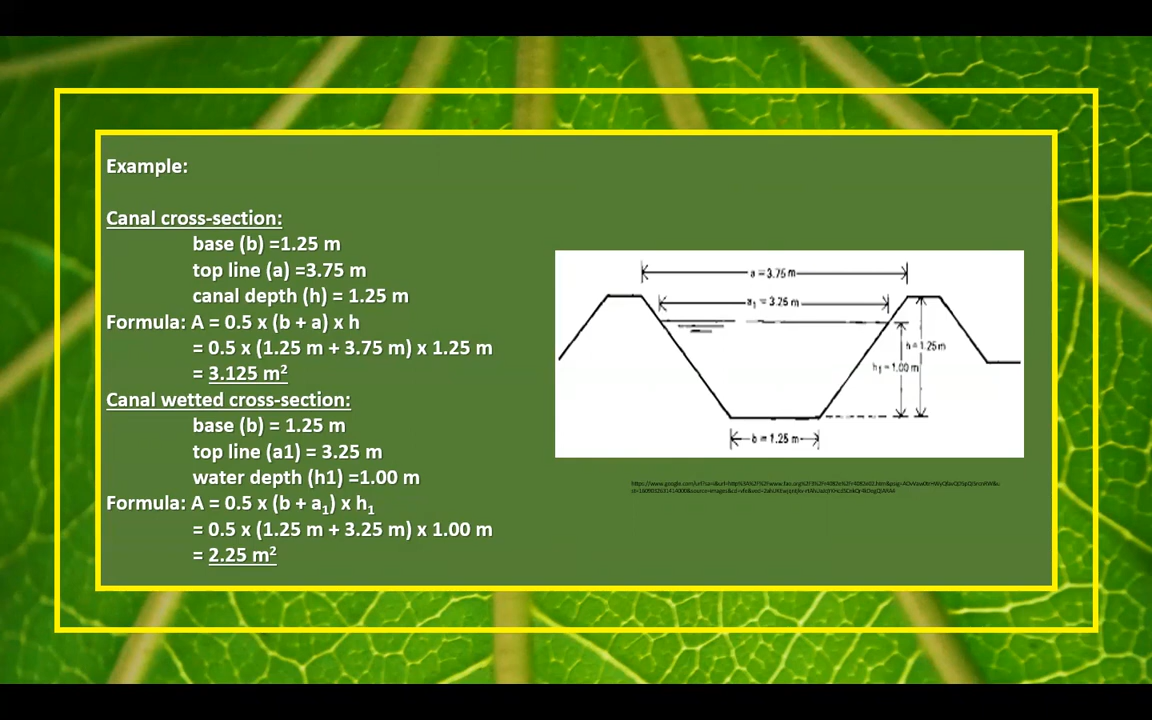 Example:
Canal cross-section:
base (b) =1.25 m
top line (a) =3.75 m
canal depth (h) = 1.25 m
Formula: A = 0.5 x (b + a) x h
= 0.5 x (1.25 m + 3.75 m) x 1.25 m
= 3.125 m²
Canal wetted cross-section:
base (b) = 1.25 m
top line (a1) = 3.25 m
water depth (h1) =1.00 m
Formula: A = 0.5 x (b + a₁) x h₁
= 0.5 x (1.25 m + 3.25 m) x 1.00 m
= 2.25 m²
a = 3.75 m
a₁ = 3.25 m
h = 1.25 m
h₁ = 1.00 m
b = 1.25 m